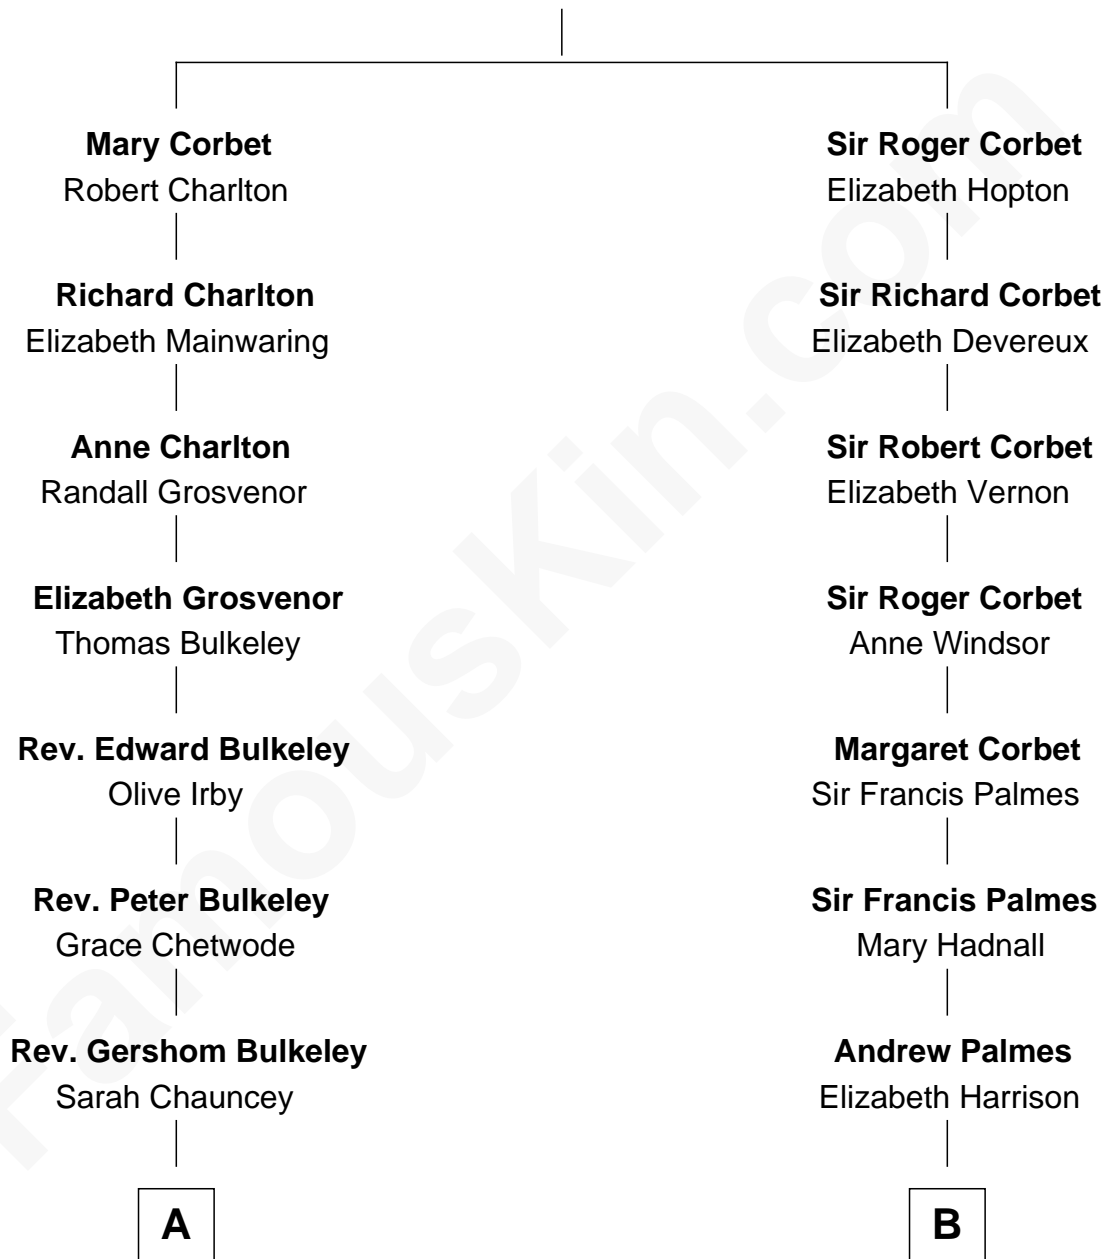 Mary Corbet
Robert Charlton
Richard Charlton
Elizabeth Mainwaring
Anne Charlton
Randall Grosvenor
Elizabeth Grosvenor
Thomas Bulkeley
Rev. Edward Bulkeley
Olive Irby
Rev. Peter Bulkeley
Grace Chetwode
Rev. Gershom Bulkeley
Sarah Chauncey
A
Sir Roger Corbet
Elizabeth Hopton
Sir Richard Corbet
Elizabeth Devereux
Sir Robert Corbet
Elizabeth Vernon
Sir Roger Corbet
Anne Windsor
Margaret Corbet
Sir Francis Palmes
Sir Francis Palmes
Mary Hadnall
Andrew Palmes
Elizabeth Harrison
B
FamousKin.com